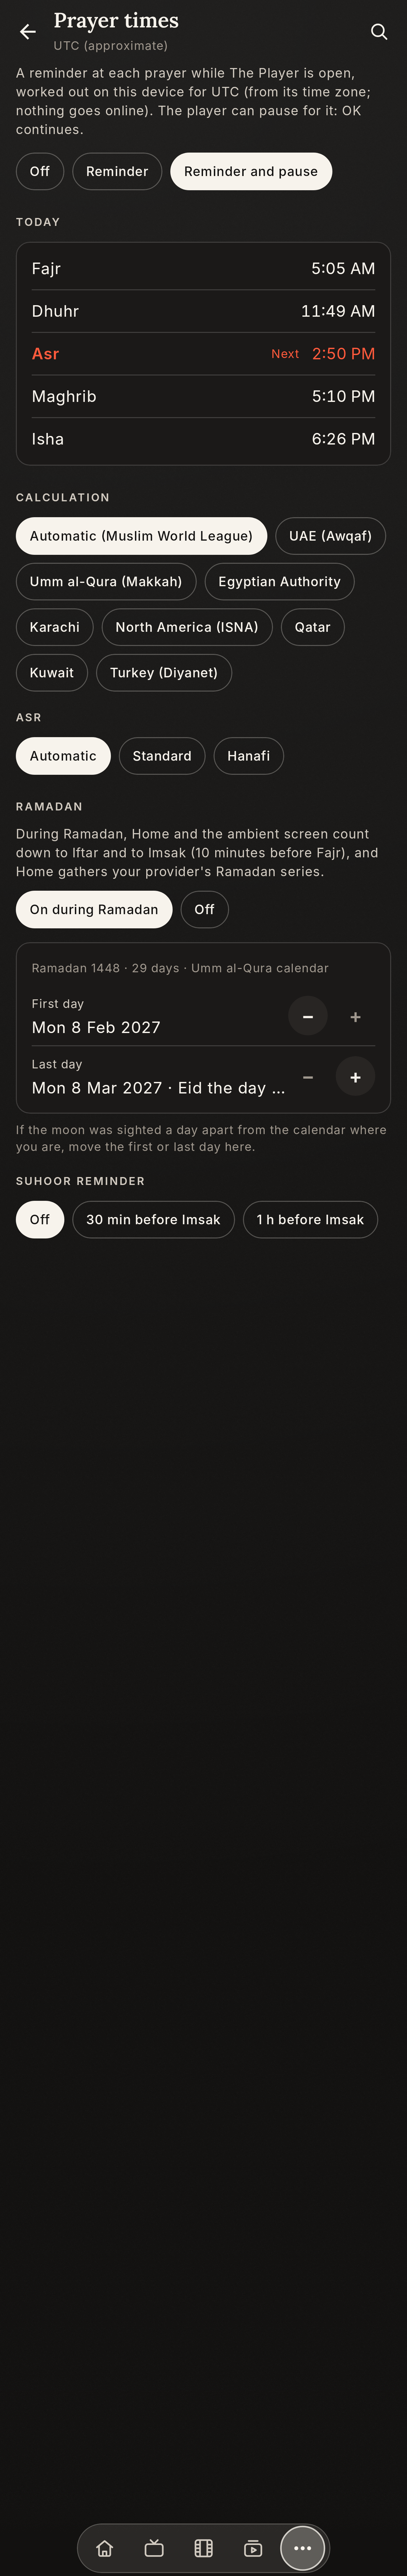 Prayer times
UTC (approximate)
A reminder at each prayer while The Player is open,
worked out on this device for UTC (from its time zone;
nothing goes online). The player can pause for it: OK
continues.
Off
Reminder
Reminder and pause
TODAY
Fajr 5:05 AM
Dhuhr 11:49 AM
Asr Next 2:50 PM
Maghrib 5:10 PM
Isha 6:26 PM
CALCULATION
Automatic (Muslim World League)
UAE (Awqaf)
Umm al-Qura (Makkah)
Egyptian Authority
Karachi
North America (ISNA)
Qatar
Kuwait
Turkey (Diyanet)
ASR
Automatic
Standard
Hanafi
RAMADAN
During Ramadan, Home and the ambient screen count
down to Iftar and to Imsak (10 minutes before Fajr), and
Home gathers your provider's Ramadan series.
On during Ramadan
Off
Ramadan 1448 · 29 days · Umm al-Qura calendar
First day
Mon 8 Feb 2027
− +
Last day
Mon 8 Mar 2027 · Eid the day ...
− +
If the moon was sighted a day apart from the calendar where
you are, move the first or last day here.
SUHOOR REMINDER
Off
30 min before Imsak
1 h before Imsak